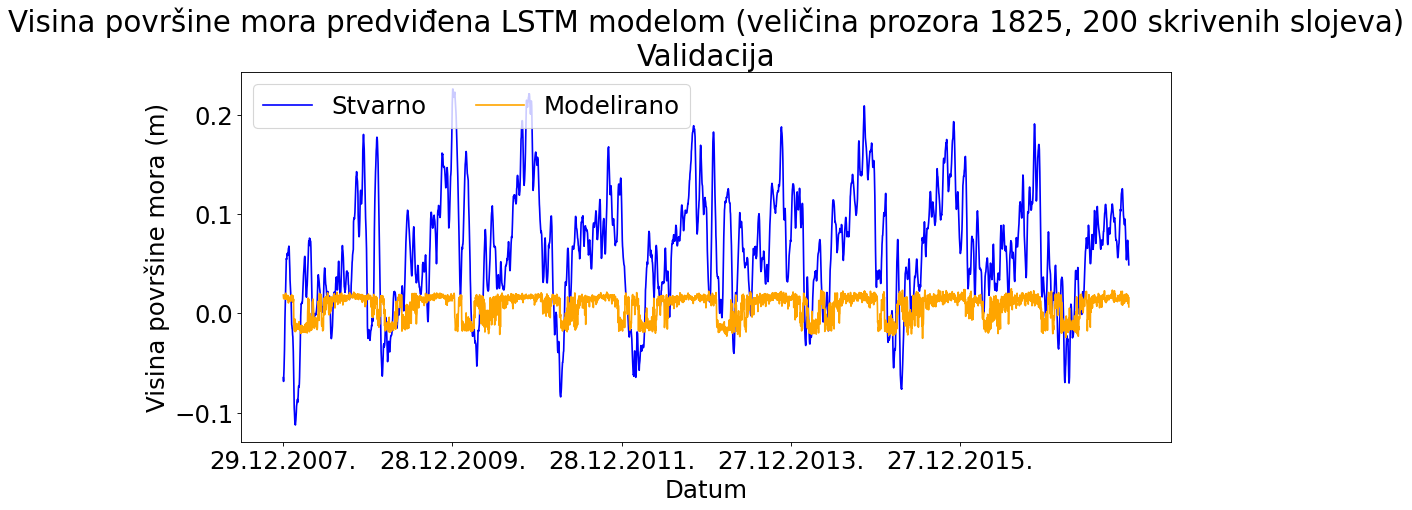 Visina površine mora predviđena LSTM modelom (veličina prozora 1825, 200 skrivenih slojeva)
Validacija
Stvarno Modelirano
Visina površine mora (m)
0.2
0.1
0.0
−0.1
29.12.2007. 28.12.2009. 28.12.2011. 27.12.2013. 27.12.2015.
Datum